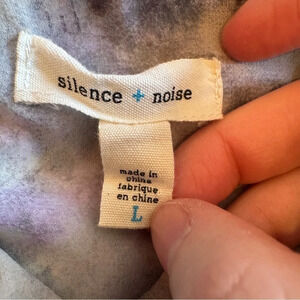 silence + noise
made in
china
fabriqué
en chine
L